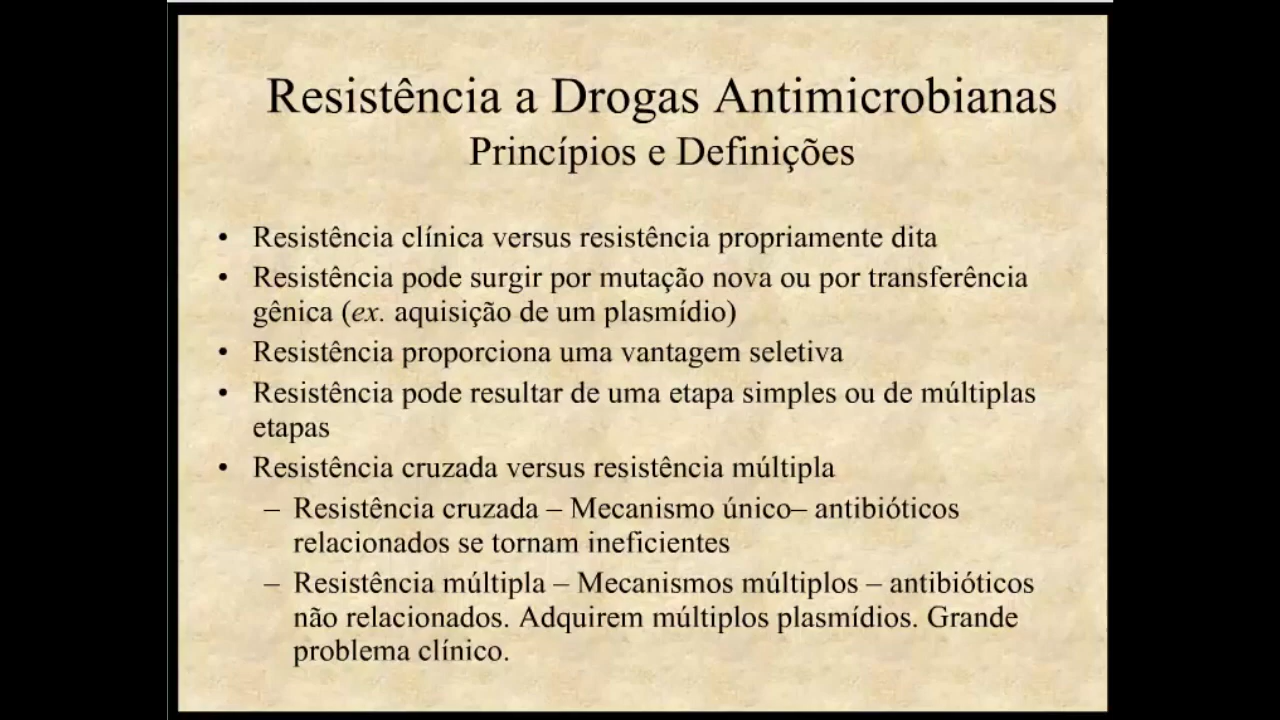 Resistência a Drogas Antimicrobianas
Princípios e Definições
• Resistência clínica versus resistência propriamente dita
• Resistência pode surgir por mutação nova ou por transferência
gênica (ex. aquisição de um plasmídio)
• Resistência proporciona uma vantagem seletiva
• Resistência pode resultar de uma etapa simples ou de múltiplas
etapas
• Resistência cruzada versus resistência múltipla
– Resistência cruzada – Mecanismo único– antibióticos
relacionados se tornam ineficientes
– Resistência múltipla – Mecanismos múltiplos – antibióticos
não relacionados. Adquirem múltiplos plasmídios. Grande
problema clínico.